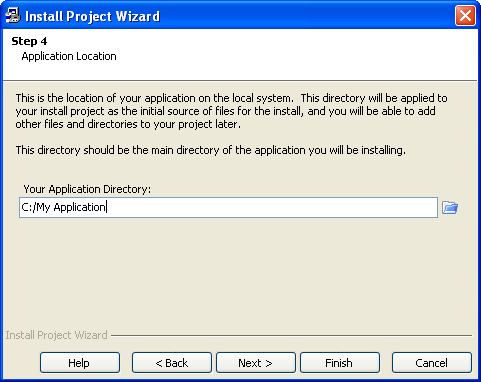 Install Project Wizard
Step 4
Application Location
This is the location of your application on the local system.  This directory will be applied to
your install project as the initial source of files for the install, and you will be able to add
other files and directories to your project later.
This directory should be the main directory of the application you will be installing.
Your Application Directory:
C:/My Application
Install Project Wizard
Help
< Back
Next >
Finish
Cancel